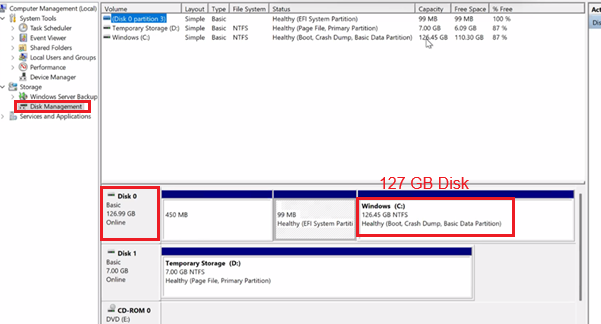 Computer Management (Local)
System Tools
Task Scheduler
Event Viewer
Shared Folders
Local Users and Groups
Performance
Device Manager
Storage
Windows Server Backup
Disk Management
Services and Applications
Volume Layout Type File System Status Capacity Free Space % Free
(Disk 0 partition 3) Simple Basic Healthy (EFI System Partition) 99 MB 99 MB 100 %
Temporary Storage (D:) Simple Basic NTFS Healthy (Page File, Primary Partition) 7.00 GB 6.09 GB 87 %
Windows (C:) Simple Basic NTFS Healthy (Boot, Crash Dump, Basic Data Partition) 126.45 GB 110.30 GB 87 %
Acti
Dis
127 GB Disk
Disk 0
Basic
126.99 GB
Online
450 MB
99 MB
Healthy (EFI System Partiti
Windows (C:)
126.45 GB NTFS
Healthy (Boot, Crash Dump, Basic Data Partition)
Disk 1
Basic
7.00 GB
Online
Temporary Storage (D:)
7.00 GB NTFS
Healthy (Page File, Primary Partition)
CD-ROM 0
DVD (E:)